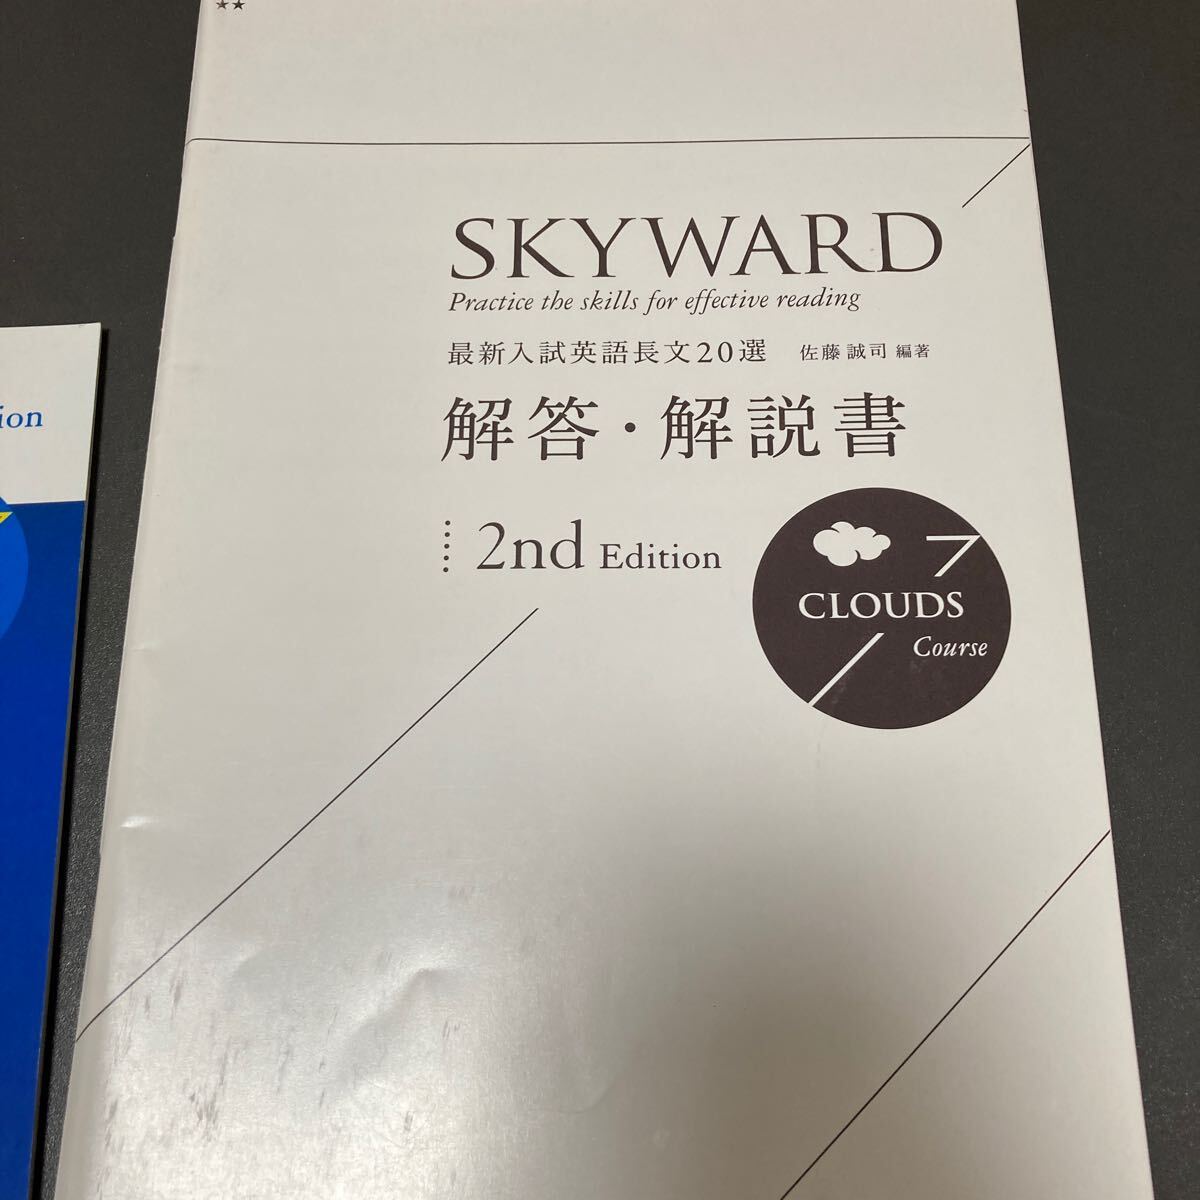 ★★
SKYWARD
Practice the skills for effective reading
最新入試英語長文20選 佐藤誠司 編著
解答・解説書
2nd Edition
CLOUDS
Course
ion